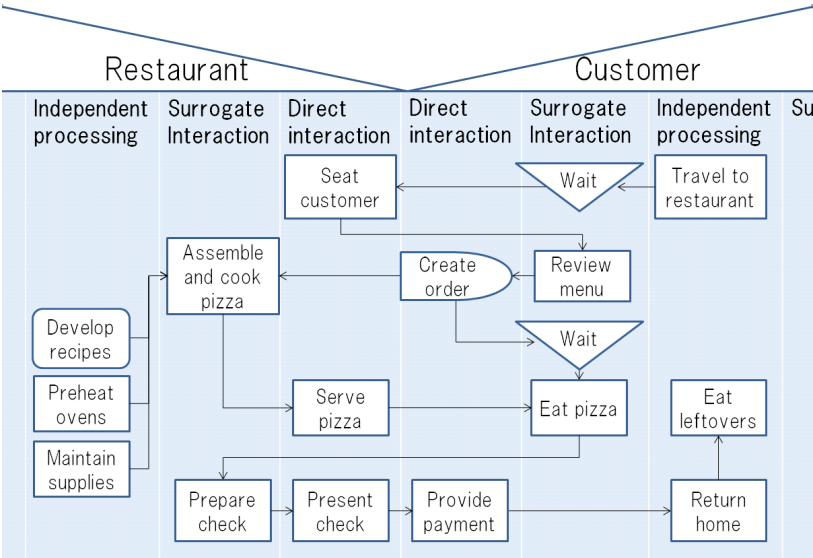 Restaurant
Customer
Independent
processing
Surrogate
Interaction
Direct
interaction
Direct
interaction
Surrogate
Interaction
Independent
processing
Su
Seat
customer
Wait
Travel to
restaurant
Assemble
and cook
pizza
Create
order
Review
menu
Develop
recipes
Wait
Preheat
ovens
Serve
pizza
Eat pizza
Eat
leftovers
Maintain
supplies
Prepare
check
Present
check
Provide
payment
Return
home